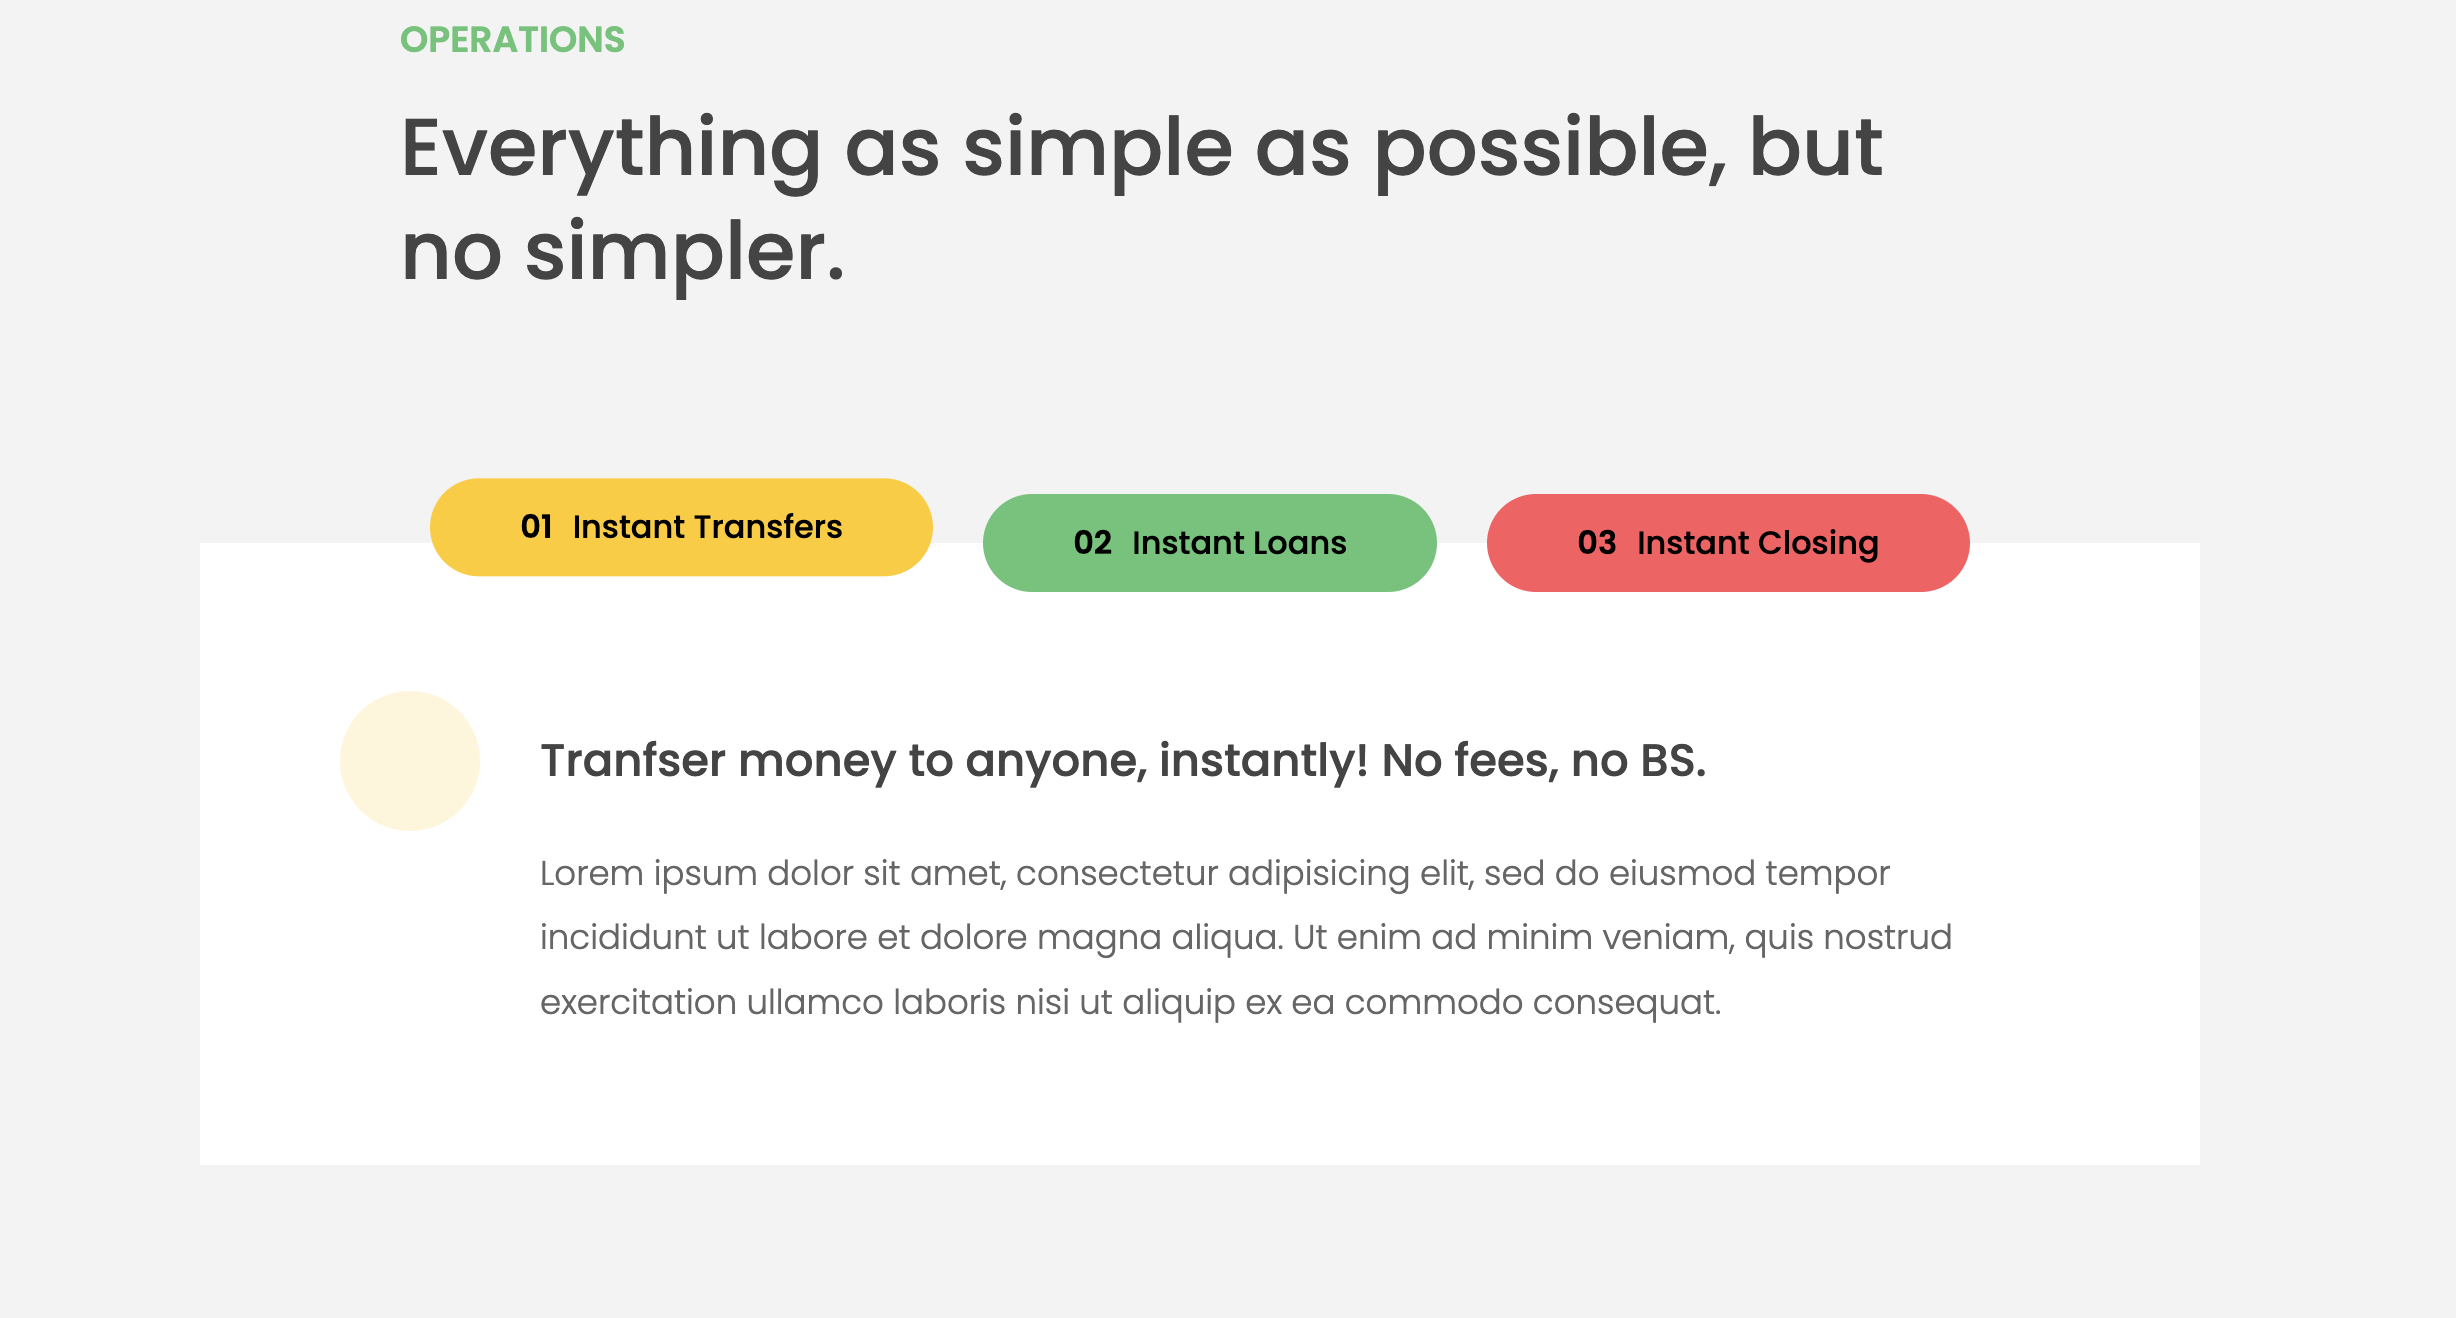 OPERATIONS
Everything as simple as possible, but
no simpler.
01 Instant Transfers
02 Instant Loans
03 Instant Closing
Tranfser money to anyone, instantly! No fees, no BS.
Lorem ipsum dolor sit amet, consectetur adipisicing elit, sed do eiusmod tempor
incididunt ut labore et dolore magna aliqua. Ut enim ad minim veniam, quis nostrud
exercitation ullamco laboris nisi ut aliquip ex ea commodo consequat.